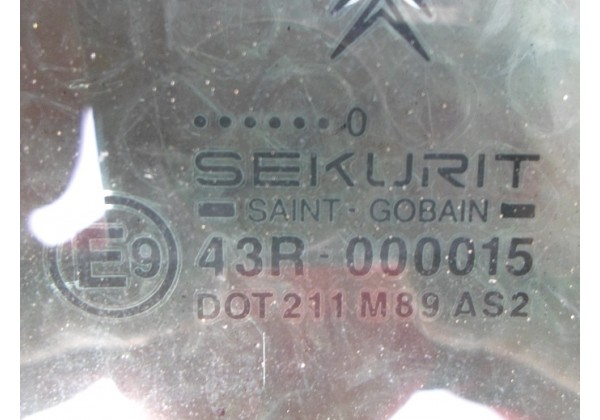 .......0
SEKURIT
SAINT-GOBAIN
E9 43R-000015
DOT 211 M89 AS2